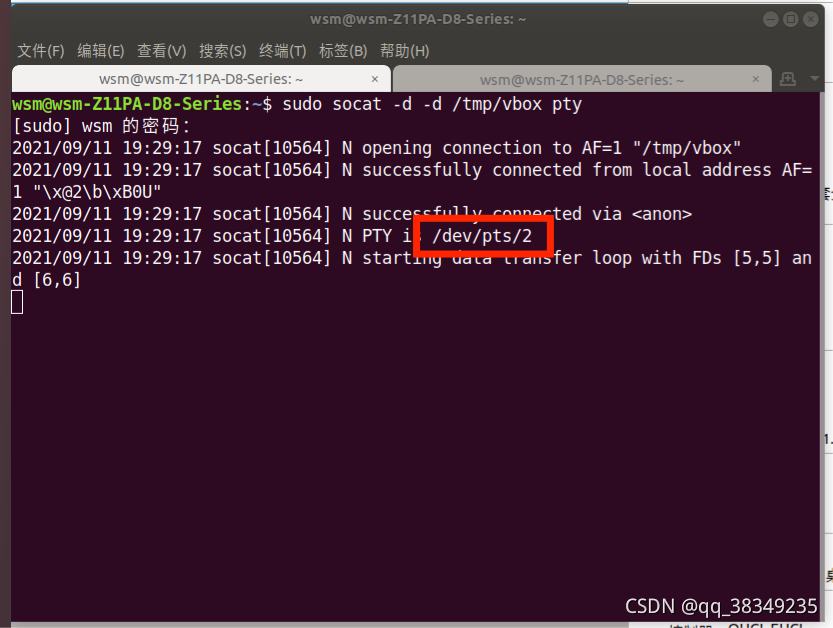 wsm@wsm-Z11PA-D8-Series: ~
文件(F) 编辑(E) 查看(V) 搜索(S) 终端(T) 标签(B) 帮助(H)
wsm@wsm-Z11PA-D8-Series: ~ × wsm@wsm-Z11PA-D8-Series: ~ ×
wsm@wsm-Z11PA-D8-Series:~$ sudo socat -d -d /tmp/vbox pty
[sudo] wsm 的密码：
2021/09/11 19:29:17 socat[10564] N opening connection to AF=1 "/tmp/vbox"
2021/09/11 19:29:17 socat[10564] N successfully connected from local address AF=
1 "\x@2\b\xB0U"
2021/09/11 19:29:17 socat[10564] N successfully connected via <anon>
2021/09/11 19:29:17 socat[10564] N PTY is /dev/pts/2
2021/09/11 19:29:17 socat[10564] N starting data transfer loop with FDs [5,5] an
d [6,6]
1.
CSDN @qq_38349235